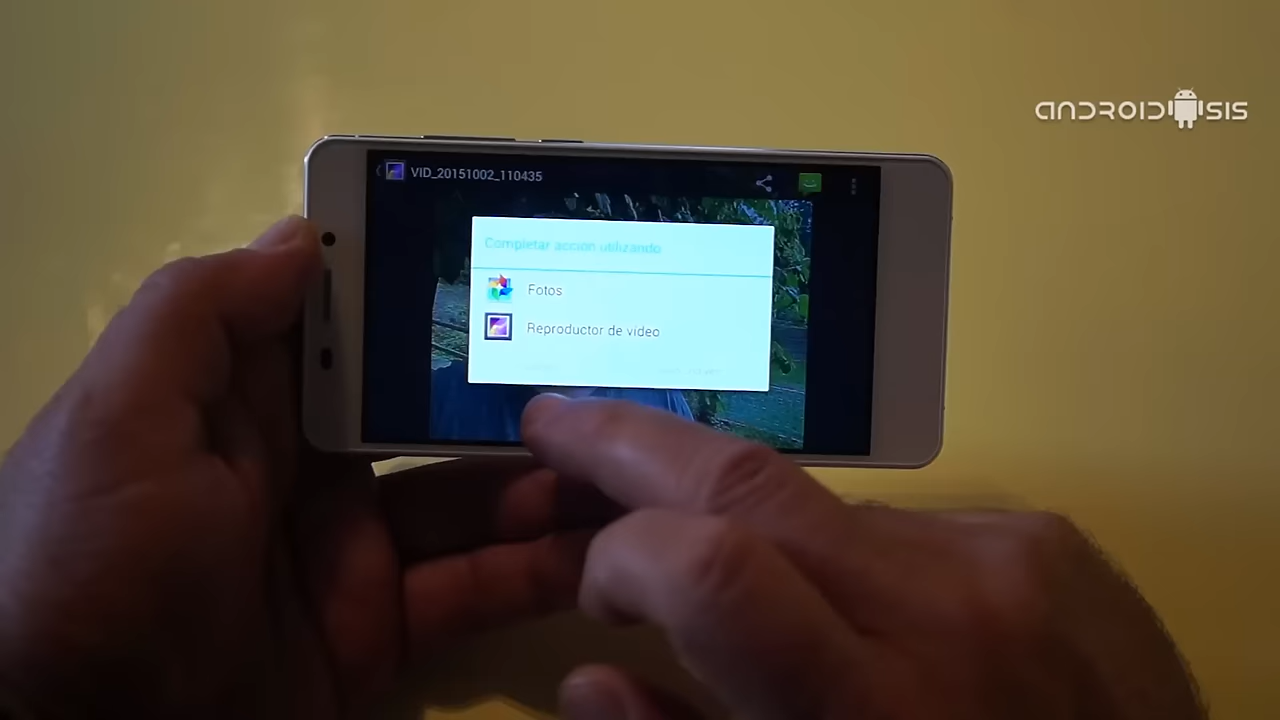 ANDROIDSIS
VID_20151002_110435
Completar acción utilizando
Fotos
Reproductor de vídeo